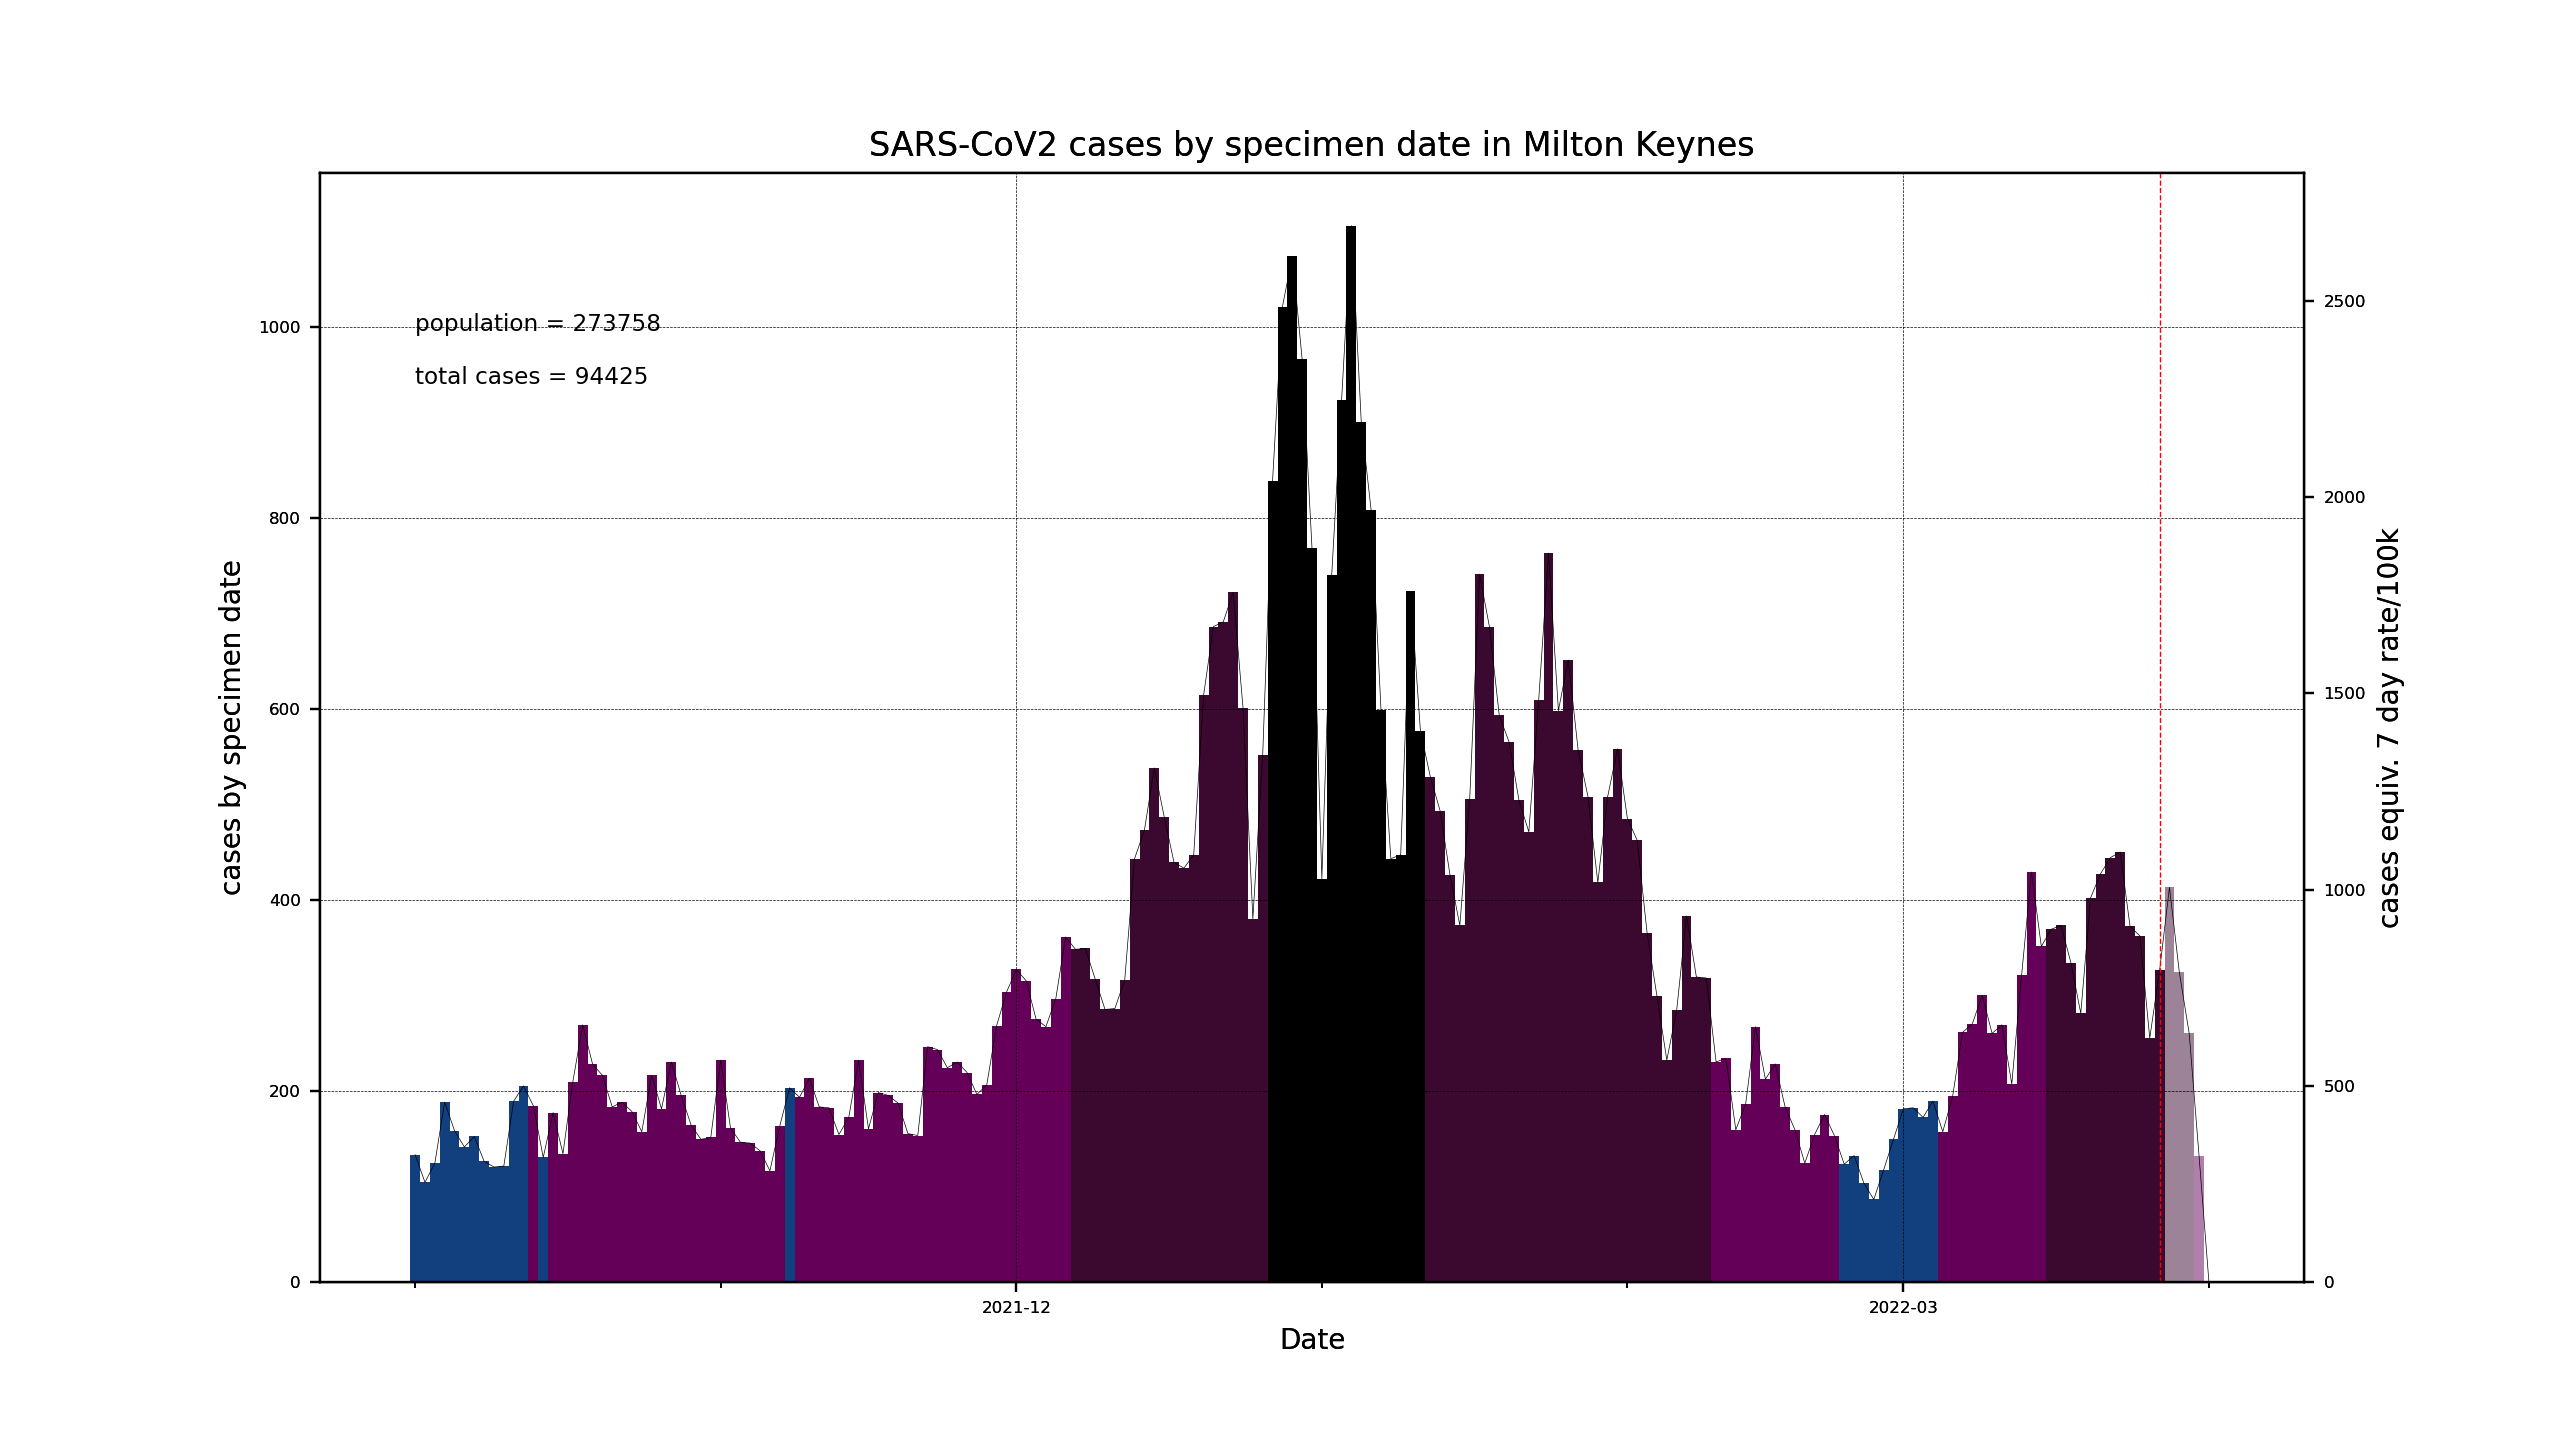 SARS-CoV2 cases by specimen date in Milton Keynes
population = 273758
total cases = 94425
cases by specimen date
1000
800
600
400
200
0
2500
2000
1500
1000
500
0
cases equiv. 7 day rate/100k
2021-12
2022-03
Date